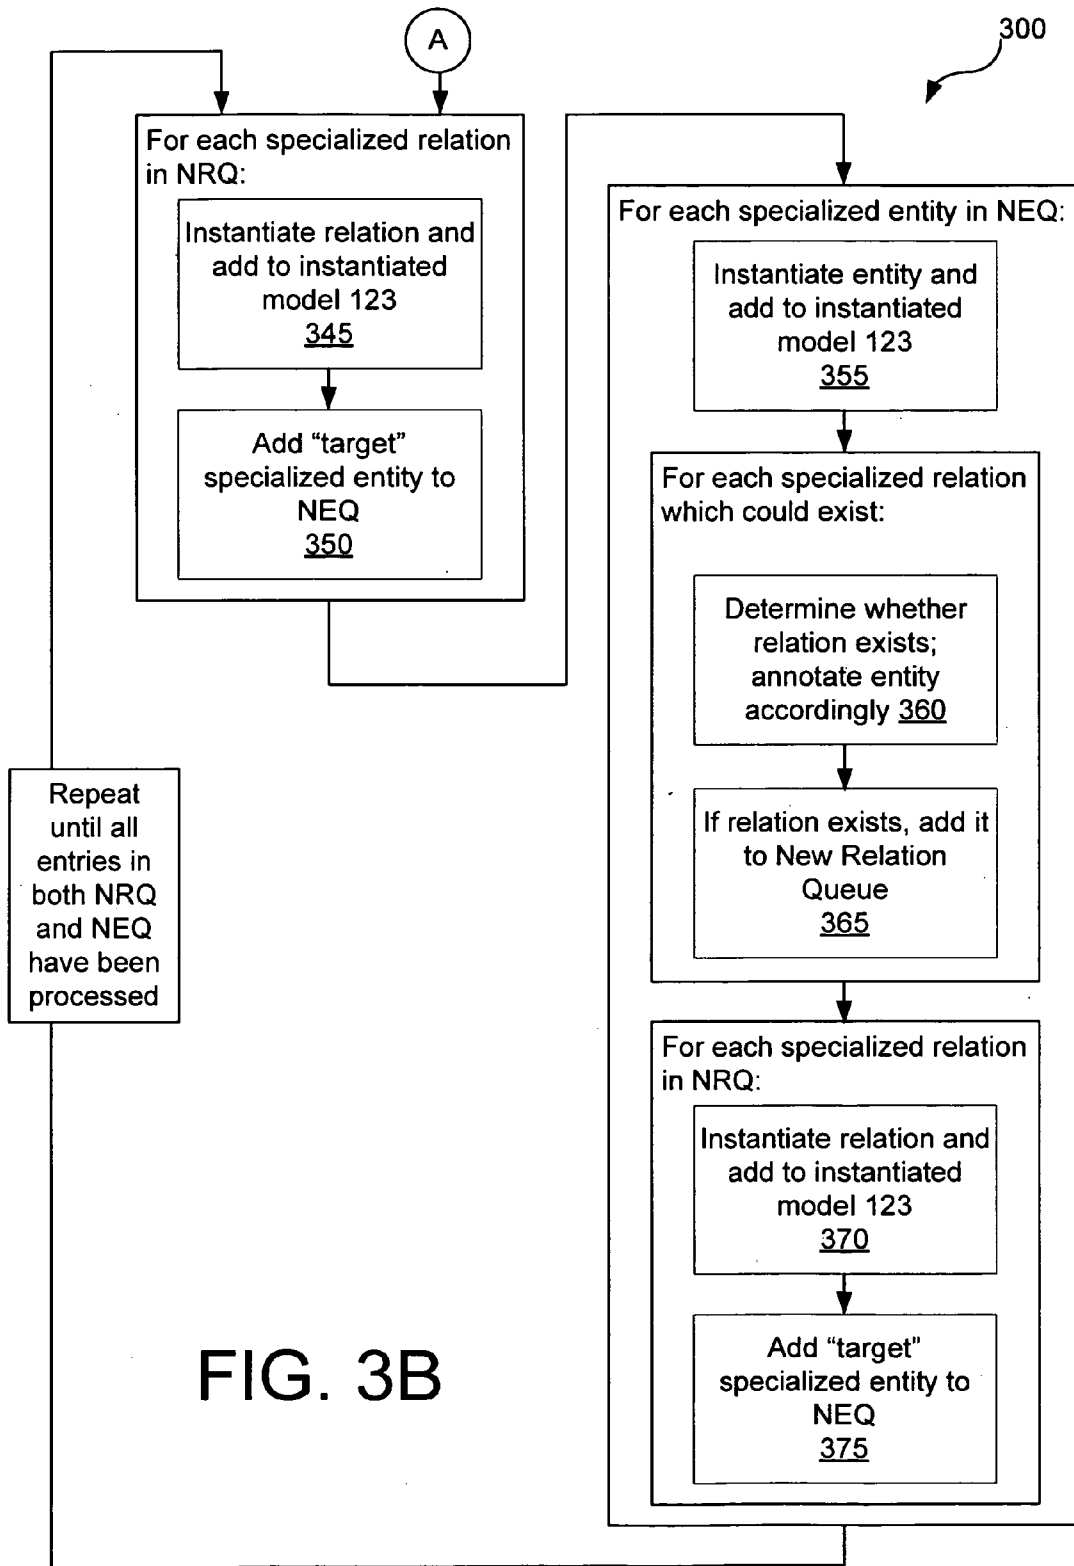 A
300
For each specialized relation
in NRQ:
Instantiate relation and
add to instantiated
model 123
345
Add “target”
specialized entity to
NEQ
350
For each specialized entity in NEQ:
Instantiate entity and
add to instantiated
model 123
355
For each specialized relation
which could exist:
Determine whether
relation exists;
annotate entity
accordingly 360
If relation exists, add it
to New Relation
Queue
365
For each specialized relation
in NRQ:
Instantiate relation and
add to instantiated
model 123
370
Add “target”
specialized entity to
NEQ
375
Repeat
until all
entries in
both NRQ
and NEQ
have been
processed
FIG. 3B